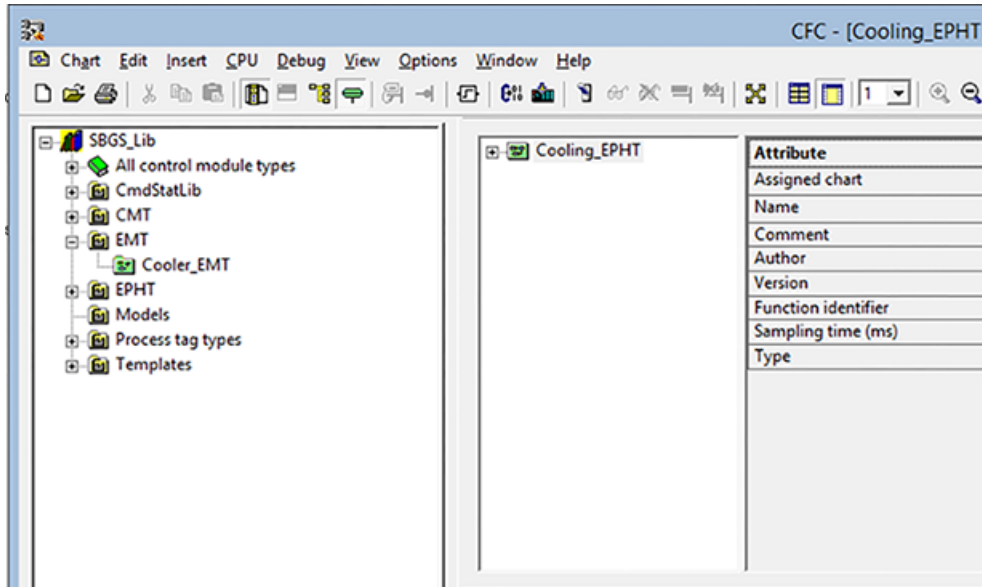 CFC - [Cooling_EPHT
Chart Edit Insert CPU Debug View Options Window Help
1
SBGS_Lib
All control module types
CmdStatLib
CMT
EMT
Cooler_EMT
EPHT
Models
Process tag types
Templates
Cooling_EPHT
Attribute
Assigned chart
Name
Comment
Author
Version
Function identifier
Sampling time (ms)
Type